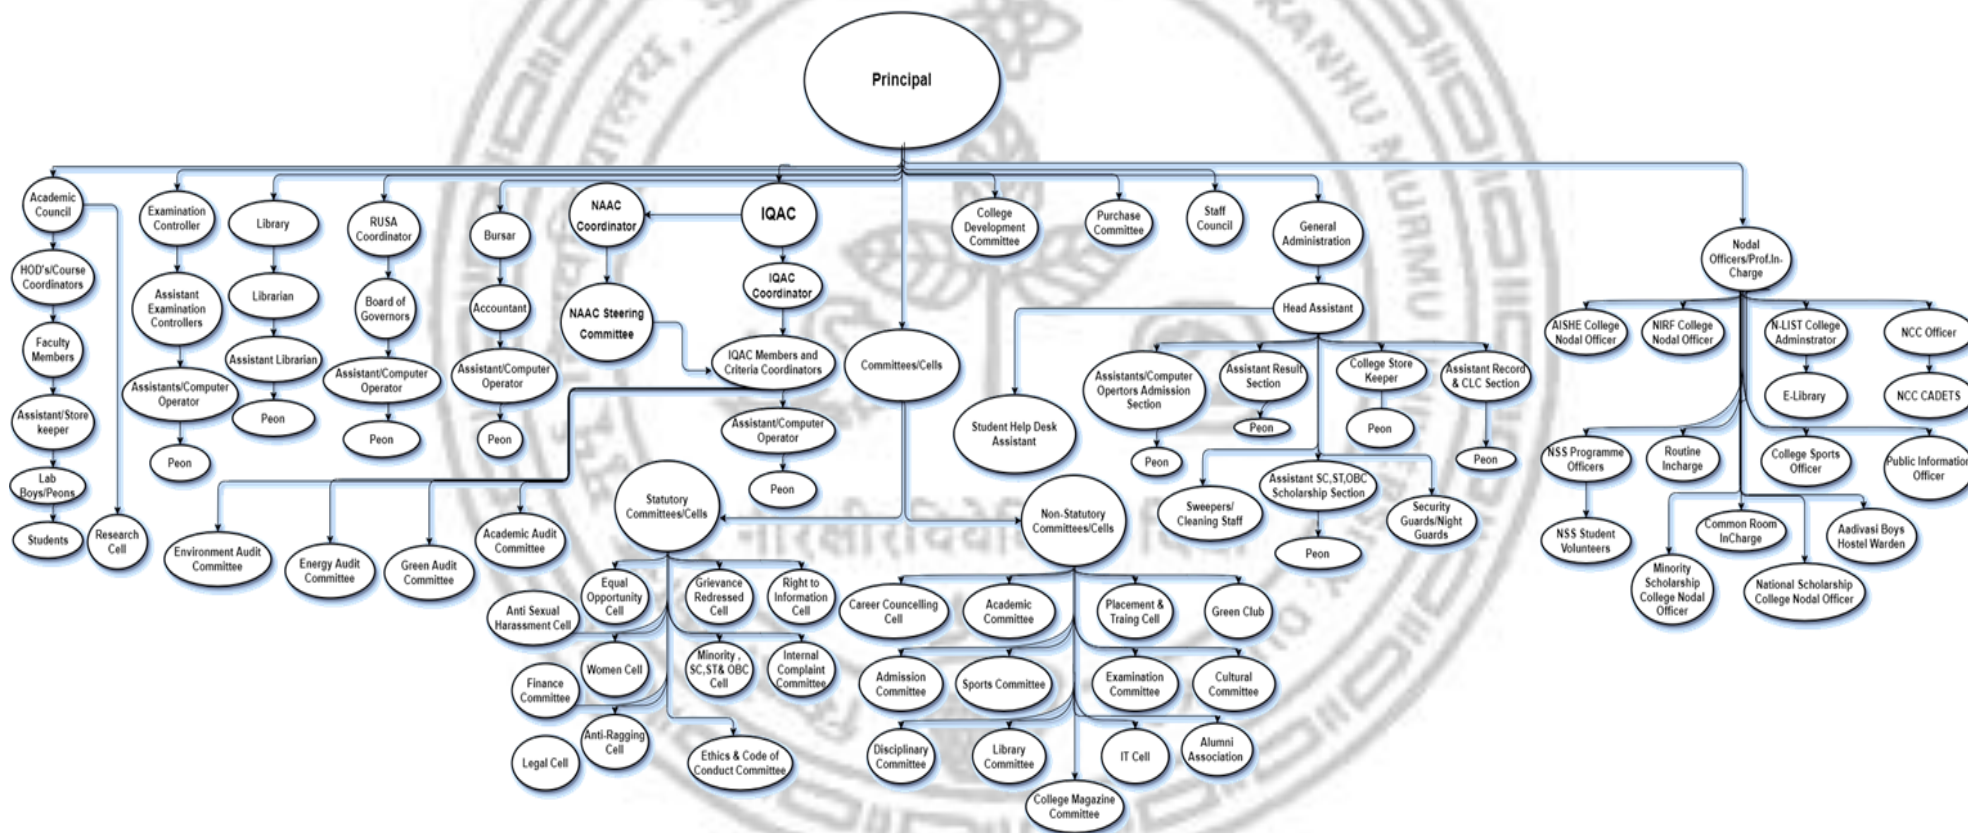 Principal
Academic
Council
HOD's/Course
Coordinators
Faculty
Members
Assistant/Store
keeper
Lab
Boys/Peons
Students
Research
Cell
Examination
Controller
Assistant
Examination
Controllers
Assistants/Computer
Operator
Peon
Library
Librarian
Assistant Librarian
Peon
RUSA
Coordinator
Board of
Governors
Assistant/Computer
Operator
Peon
Bursar
Accountant
Assistant/Computer
Operator
Peon
NAAC
Coordinator
NAAC Steering
Committee
IQAC
IQAC
Coordinator
IQAC Members and
Criteria Coordinators
Assistant/Computer
Operator
Peon
Environment Audit
Committee
Energy Audit
Committee
Green Audit
Committee
Academic Audit
Committee
Committees/Cells
Statutory
Committees/Cells
Equal
Opportunity
Cell
Grievance
Redressed
Cell
Right to
Information
Cell
Anti Sexual
Harassment Cell
Women Cell
Minority ,
SC,ST& OBC
Cell
Internal
Complaint
Committee
Finance
Committee
Anti-Ragging
Cell
Legal Cell
Ethics & Code of
Conduct Committee
Non-Statutory
Committees/Cells
Career Councelling
Cell
Academic
Committee
Placement &
Traing Cell
Green Club
Admission
Committee
Sports Committee
Examination
Committee
Cultural
Committee
Disciplinary
Committee
Library
Committee
IT Cell
Alumni
Association
College Magazine
Committee
College
Development
Committee
Purchase
Committee
Staff
Council
General
Administration
Head Assistant
Student Help Desk
Assistant
Assistants/Computer
Opertors Admission
Section
Peon
Assistant Result
Section
Peon
College Store
Keeper
Peon
Assistant Record
& CLC Section
Peon
Sweepers/
Cleaning Staff
Assistant SC,ST,OBC
Scholarship Section
Peon
Security
Guards/Night
Guards
Nodal
Officers/Prof.In-
Charge
AISHE College
Nodal Officer
NIRF College
Nodal Officer
N-LIST College
Adminstrator
E-Library
NCC Officer
NCC CADETS
NSS Programme
Officers
NSS Student
Volunteers
Routine
Incharge
College Sports
Officer
Public Information
Officer
Minority
Scholarship
College Nodal
Officer
Common Room
InCharge
National Scholarship
College Nodal Officer
Aadivasi Boys
Hostel Warden
KANHU MURMU